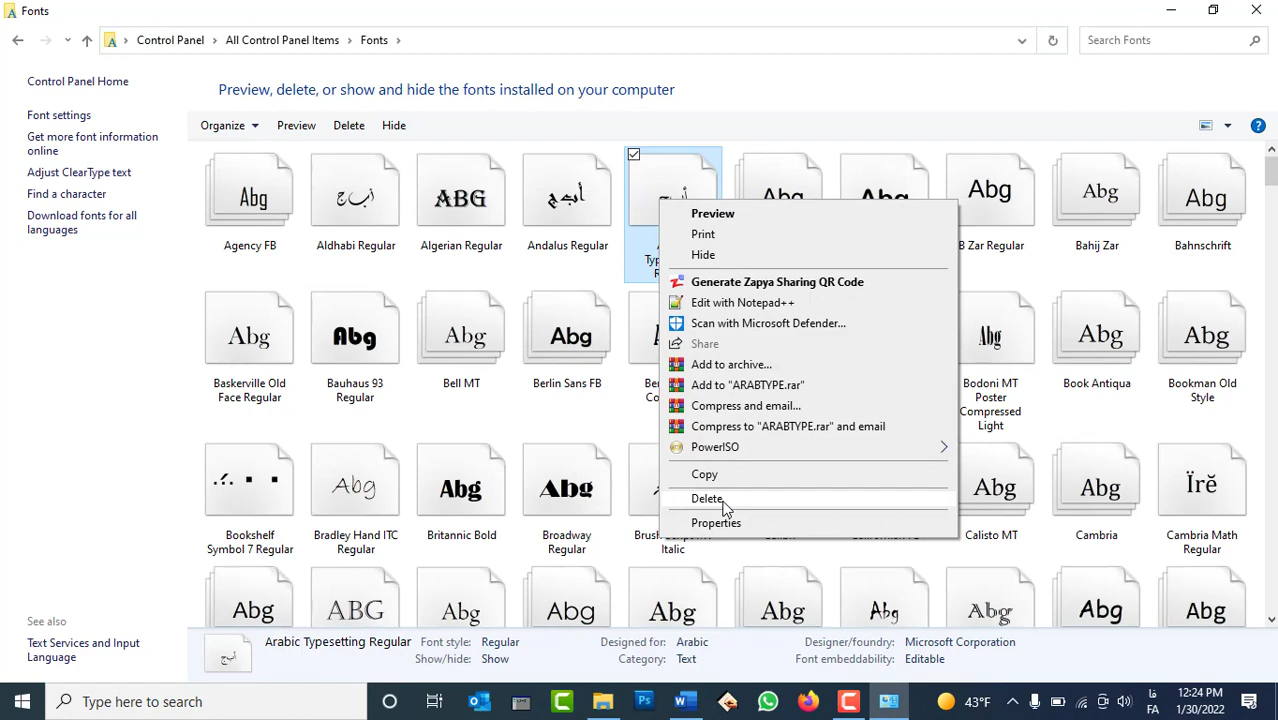 Fonts
Control Panel > All Control Panel Items > Fonts >
Search Fonts
Control Panel Home
Font settings
Get more font information
online
Adjust ClearType text
Find a character
Download fonts for all
languages
See also
Text Services and Input
Language
Preview, delete, or show and hide the fonts installed on your computer
Organize
Preview
Delete
Hide
Abg
Agency FB
أبج
Aldhabi Regular
ABG
Algerian Regular
أبج
Andalus Regular
Abg
B Zar Regular
Abg
Bahij Zar
Abg
Bahnschrift
Abg
Baskerville Old
Face Regular
Abg
Bauhaus 93
Regular
Abg
Bell MT
Abg
Berlin Sans FB
Abg
Bodoni MT
Poster
Compressed
Light
Abg
Book Antiqua
Abg
Bookman Old
Style
Bookshelf
Symbol 7 Regular
Abg
Bradley Hand ITC
Regular
Abg
Britannic Bold
Abg
Broadway
Regular
Italic
Abg
Calisto MT
Abg
Cambria
Ïrĕ
Cambria Math
Regular
Abg
ABG
Abg
Abg
Abg
Abg
Abg
Abg
Abg
Abg
Preview
Print
Hide
Generate Zapya Sharing QR Code
Edit with Notepad++
Scan with Microsoft Defender...
Share
Add to archive...
Add to "ARABTYPE.rar"
Compress and email...
Compress to "ARABTYPE.rar" and email
PowerISO
Copy
Delete
Properties
أبج
Arabic Typesetting Regular
Font style: Regular
Show/hide: Show
Designed for: Arabic
Category: Text
Designer/foundry: Microsoft Corporation
Font embeddability: Editable
Type here to search
43°F
فا
FA
12:24 PM
1/30/2022